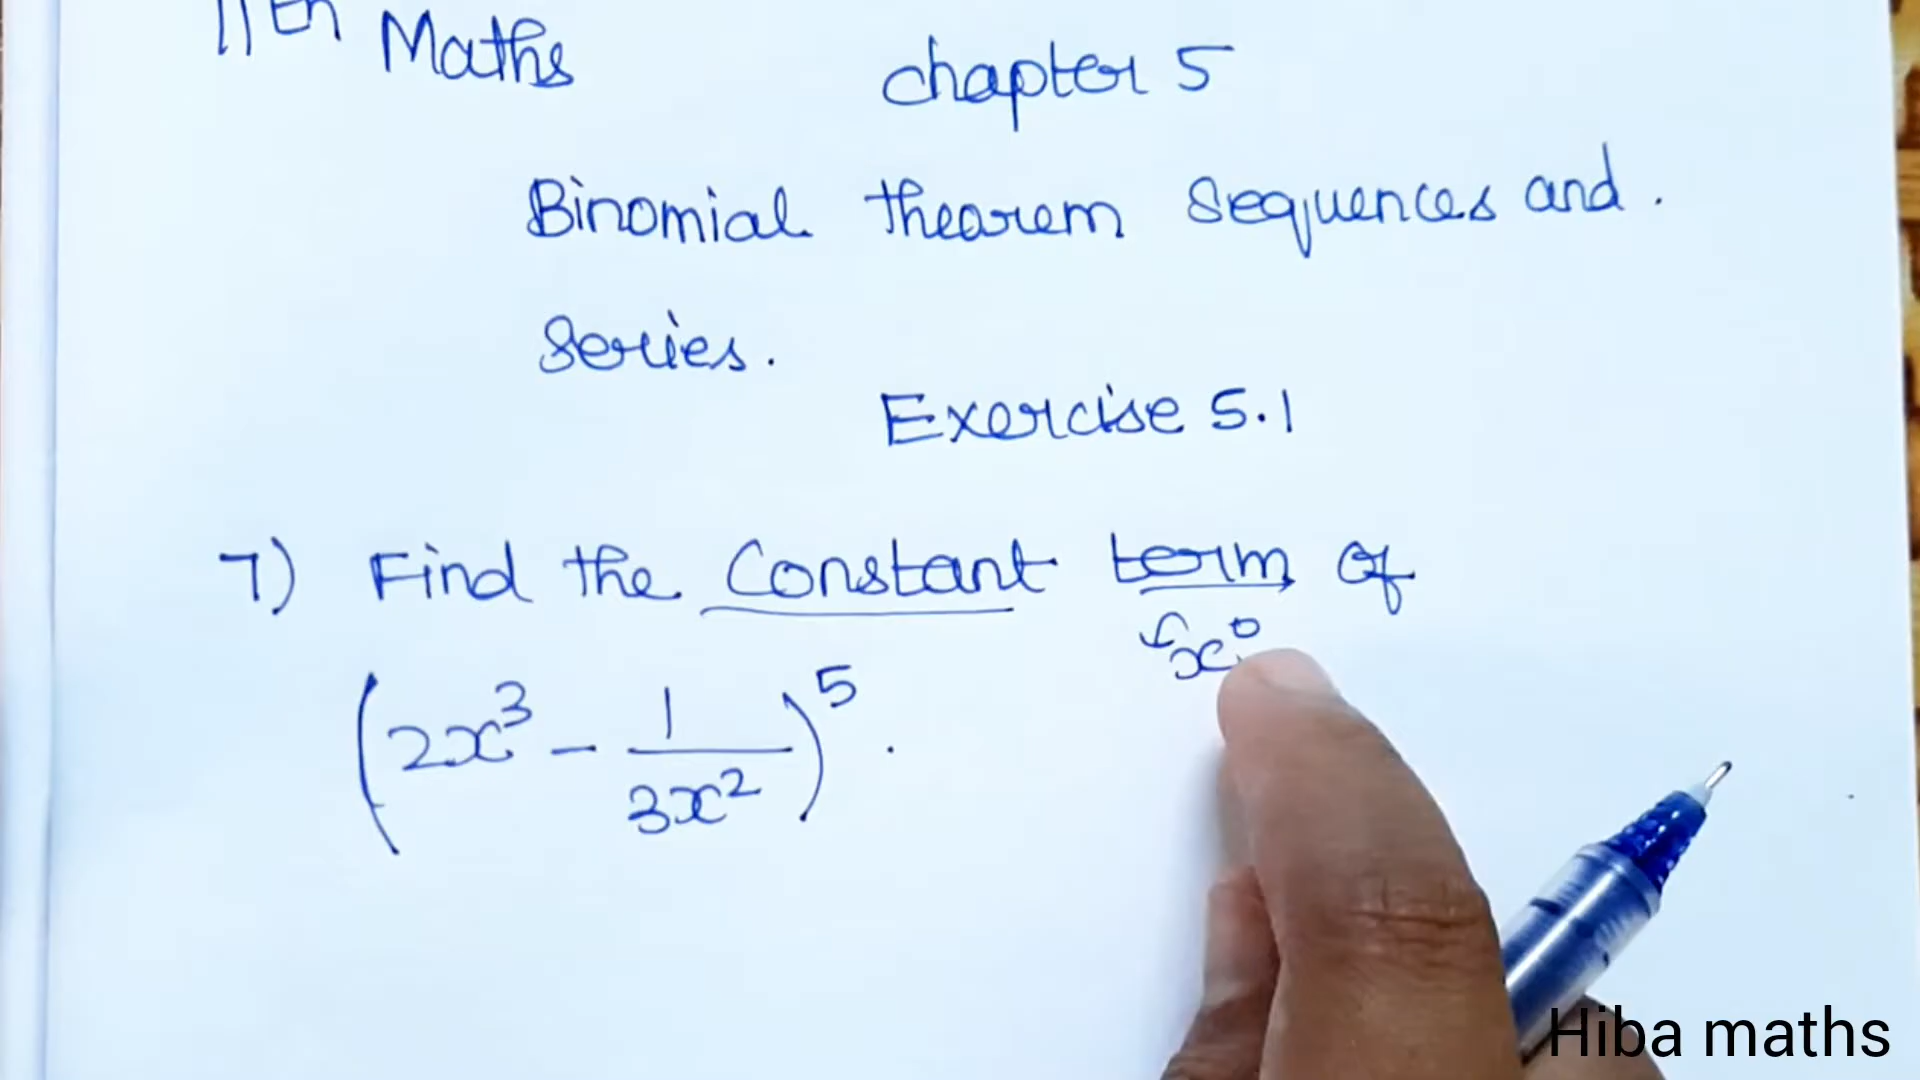 11th Maths chapter 5
Binomial thearem Sequences and .
Series.
Exercise 5.1
7) Find the Constant term of
x⁰
(2x³ - 1/3x²)⁵ .
Hiba maths